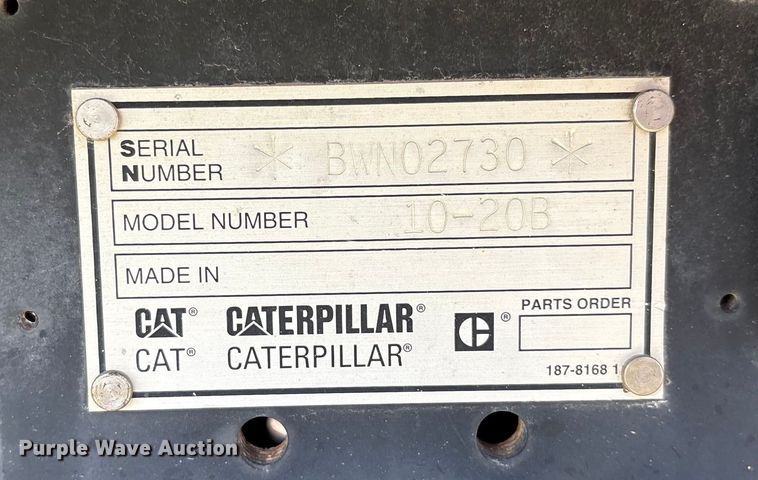 SERIAL
NUMBER * BWN02730 *
MODEL NUMBER 10-20B
MADE IN
CAT® CATERPILLAR® ®
CAT® CATERPILLAR®
PARTS ORDER
187-8168 1
Purple Wave Auction